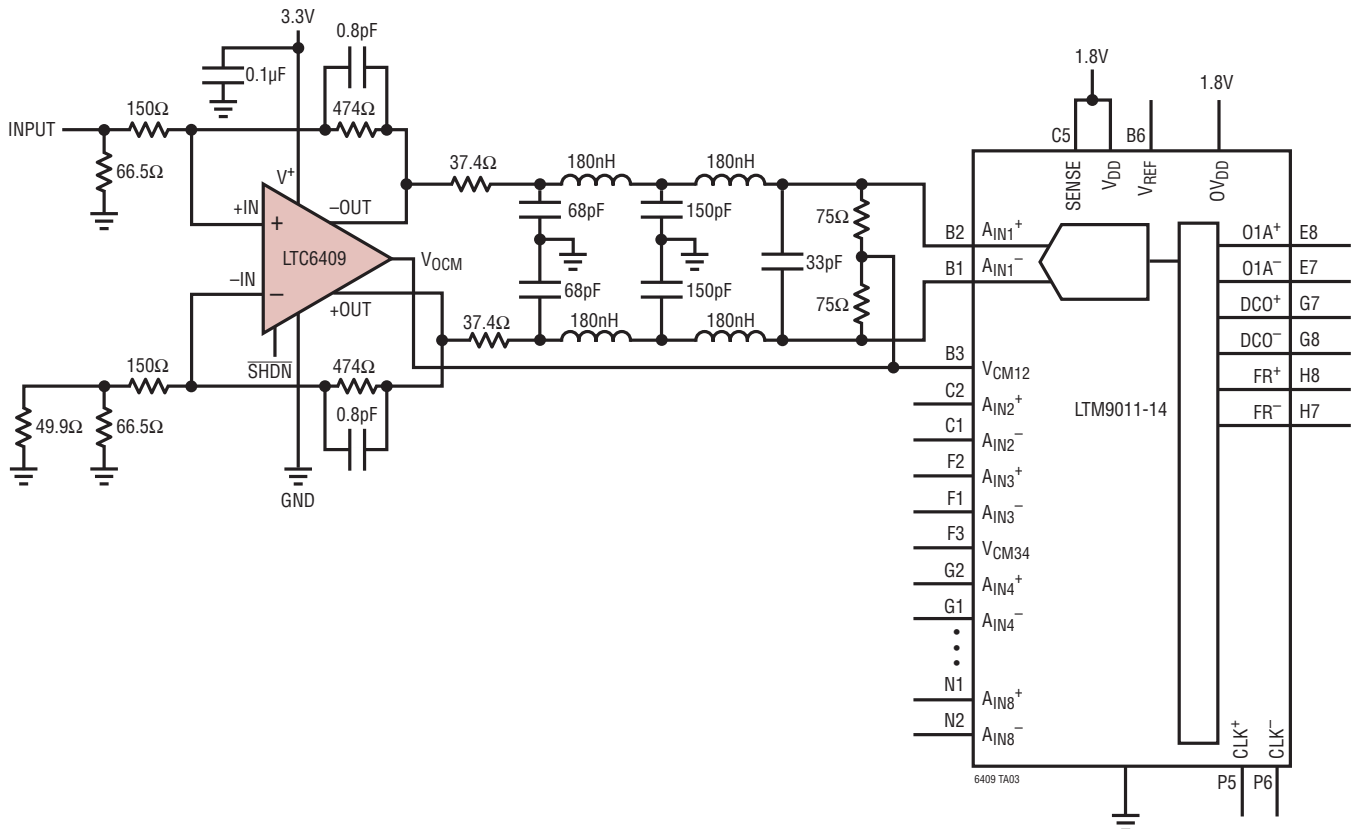 3.3V
0.8pF
0.1µF
150Ω
474Ω
INPUT
66.5Ω
V+
+IN
+
–OUT
LTC6409
VOCM
–IN
–
+OUT
SHDN
150Ω
474Ω
0.8pF
49.9Ω
66.5Ω
GND
37.4Ω
180nH
180nH
68pF
150pF
75Ω
33pF
68pF
150pF
75Ω
37.4Ω
180nH
180nH
1.8V
1.8V
C5
B6
SENSE
VDD
VREF
OVDD
B2 AIN1+
B1 AIN1–
B3 VCM12
C2 AIN2+
C1 AIN2–
F2 AIN3+
F1 AIN3–
F3 VCM34
G2 AIN4+
G1 AIN4–
N1 AIN8+
N2 AIN8–
LTM9011-14
O1A+ E8
O1A– E7
DCO+ G7
DCO– G8
FR+ H8
FR– H7
CLK+
CLK–
P5
P6
6409 TA03